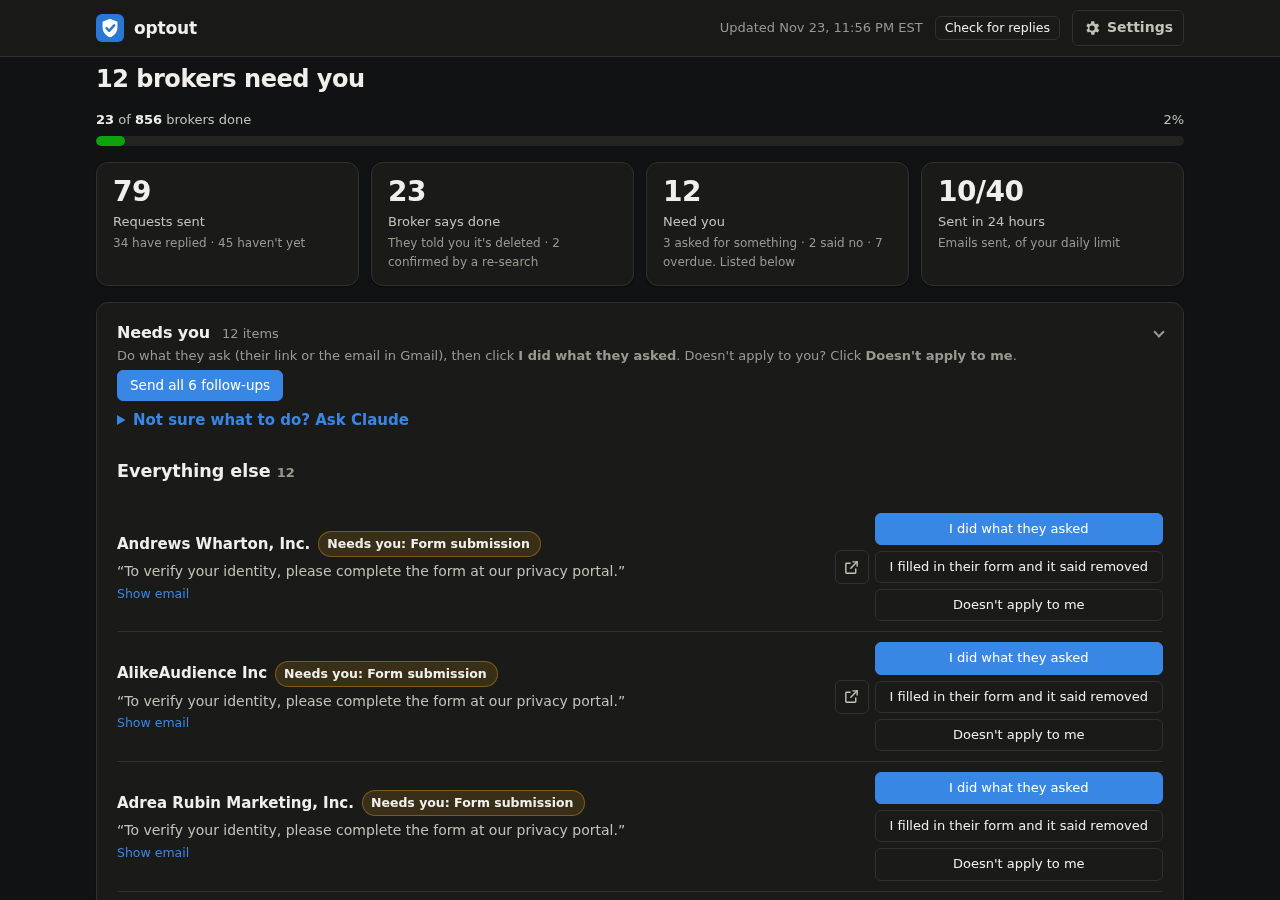 optout
Updated Nov 23, 11:56 PM EST
Check for replies
Settings
12 brokers need you
23 of 856 brokers done
2%
79
Requests sent
34 have replied · 45 haven't yet
23
Broker says done
They told you it's deleted · 2
confirmed by a re-search
12
Need you
3 asked for something · 2 said no · 7
overdue. Listed below
10/40
Sent in 24 hours
Emails sent, of your daily limit
Needs you 12 items
Do what they ask (their link or the email in Gmail), then click I did what they asked. Doesn't apply to you? Click Doesn't apply to me.
Send all 6 follow-ups
Not sure what to do? Ask Claude
Everything else 12
Andrews Wharton, Inc. Needs you: Form submission
“To verify your identity, please complete the form at our privacy portal.”
Show email
I did what they asked
I filled in their form and it said removed
Doesn't apply to me
AlikeAudience Inc Needs you: Form submission
“To verify your identity, please complete the form at our privacy portal.”
Show email
I did what they asked
I filled in their form and it said removed
Doesn't apply to me
Adrea Rubin Marketing, Inc. Needs you: Form submission
“To verify your identity, please complete the form at our privacy portal.”
Show email
I did what they asked
I filled in their form and it said removed
Doesn't apply to me